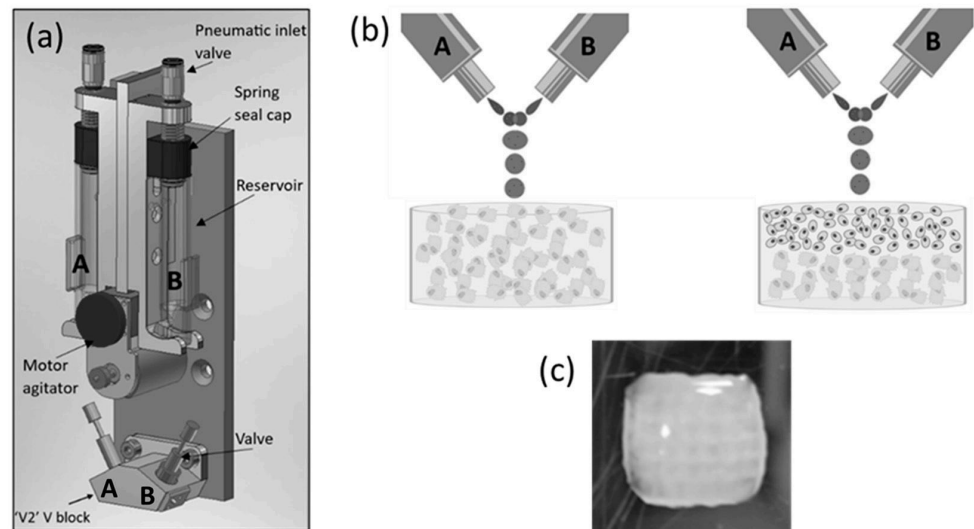 (a)
Pneumatic inlet
valve
Spring
seal cap
Reservoir
A
B
Motor
agitator
Valve
A
B
'V2' V block
(b)
A
B
A
B
(c)